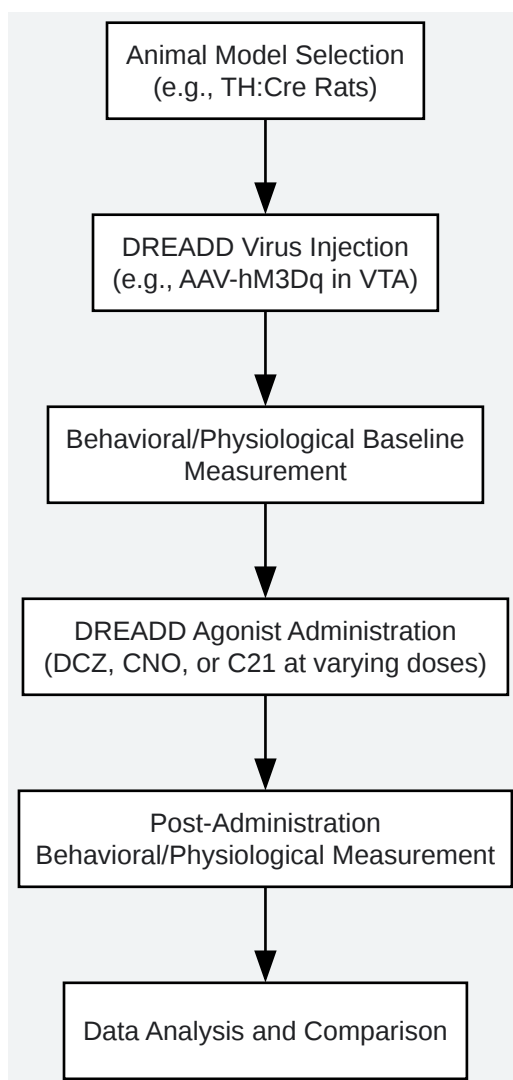 Animal Model Selection
(e.g., TH:Cre Rats)
DREADD Virus Injection
(e.g., AAV-hM3Dq in VTA)
Behavioral/Physiological Baseline
Measurement
DREADD Agonist Administration
(DCZ, CNO, or C21 at varying doses)
Post-Administration
Behavioral/Physiological Measurement
Data Analysis and Comparison